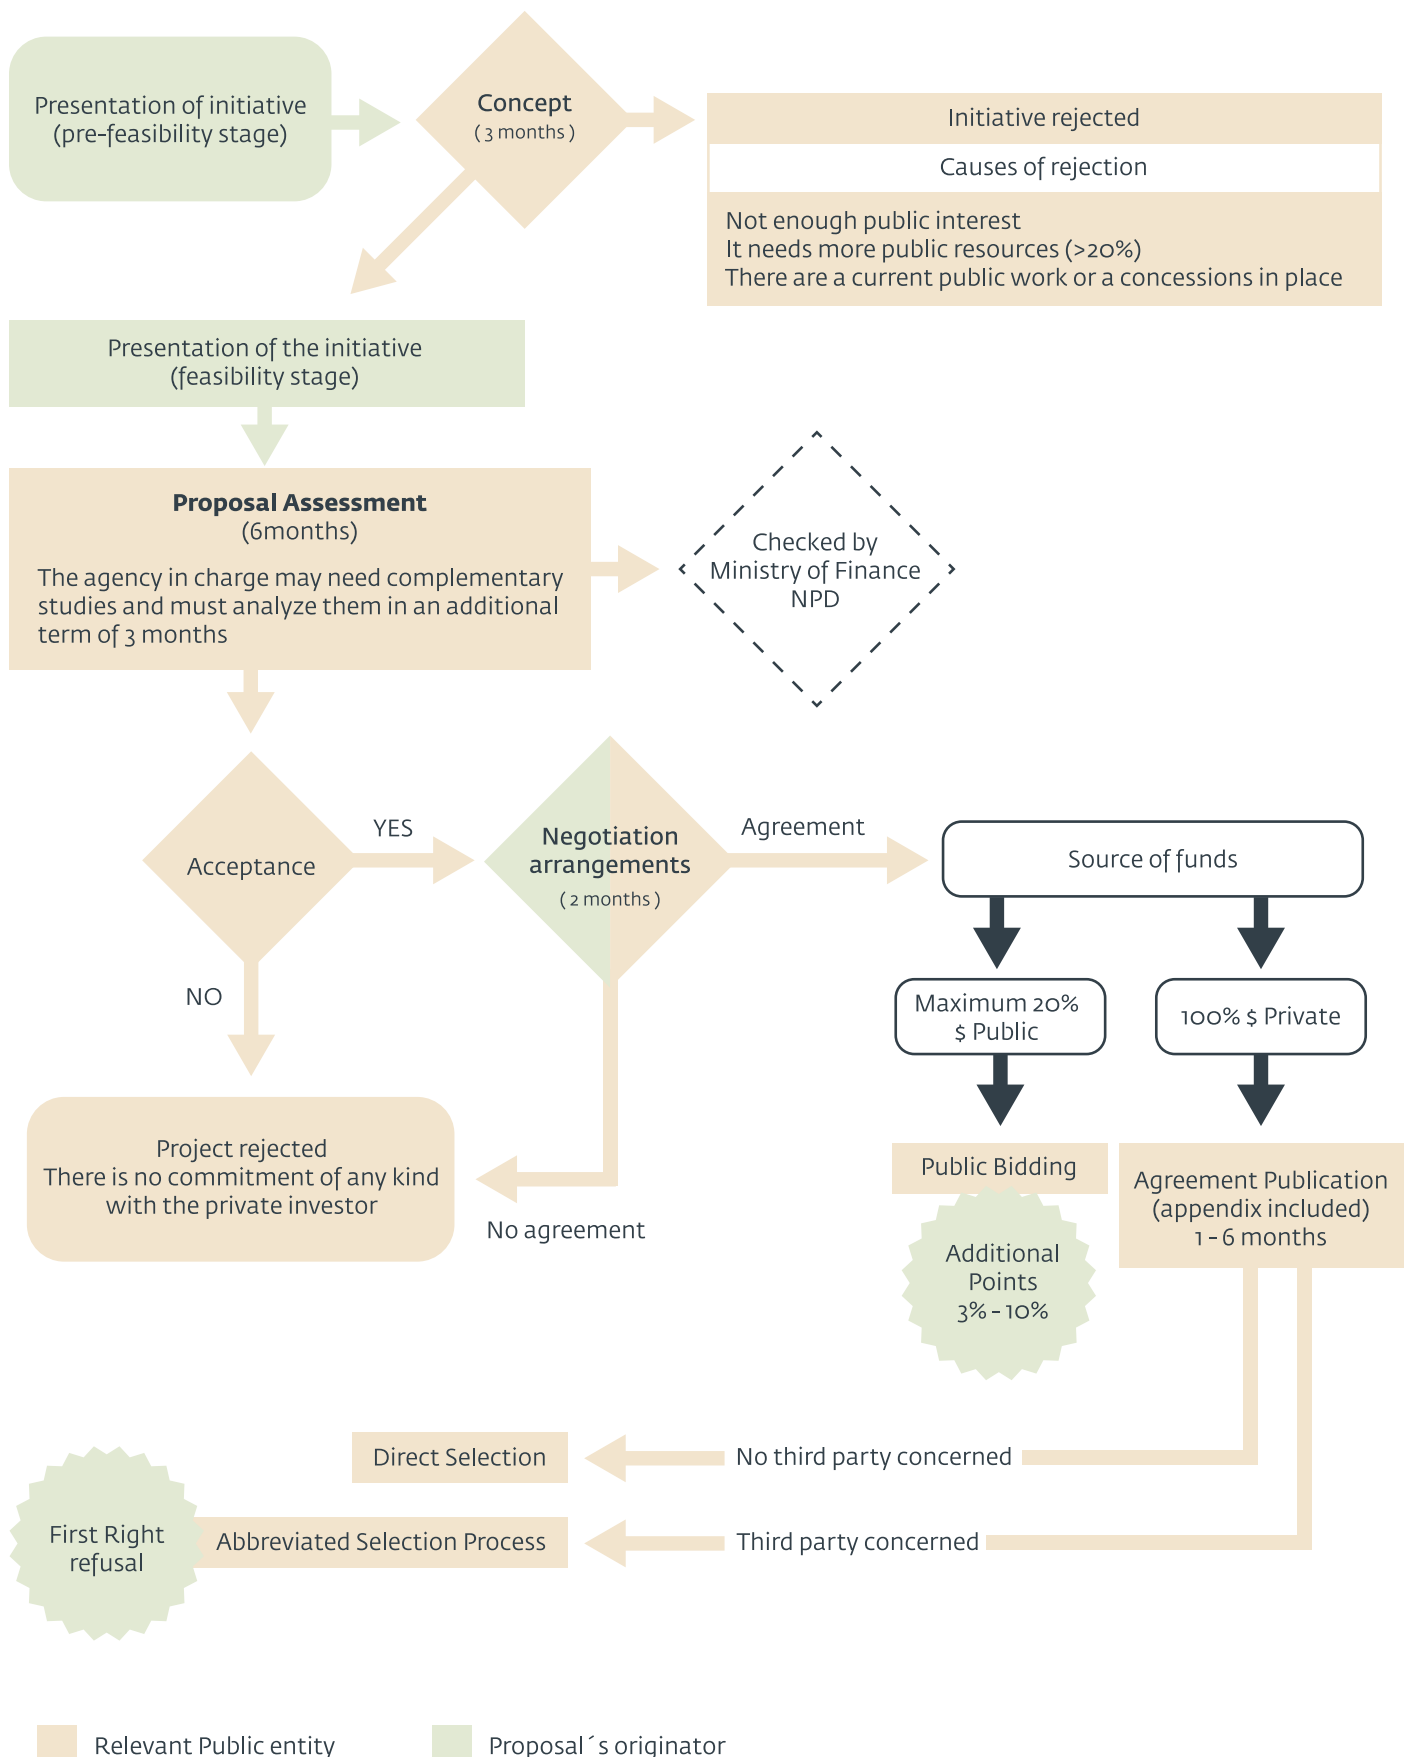 Presentation of initiative
(pre-feasibility stage)
Concept
( 3 months )
Initiative rejected
Causes of rejection
Not enough public interest
It needs more public resources (>20%)
There are a current public work or a concessions in place
Presentation of the initiative
(feasibility stage)
Proposal Assessment
(6months)
The agency in charge may need complementary
studies and must analyze them in an additional
term of 3 months
Checked by
Ministry of Finance
NPD
Acceptance
YES
NO
Negotiation
arrangements
( 2 months )
Agreement
Source of funds
Maximum 20%
$ Public
100% $ Private
Project rejected
There is no commitment of any kind
with the private investor
No agreement
Public Bidding
Additional
Points
3% - 10%
Agreement Publication
(appendix included)
1 - 6 months
Direct Selection
No third party concerned
First Right
refusal
Abbreviated Selection Process
Third party concerned
Relevant Public entity
Proposal´s originator